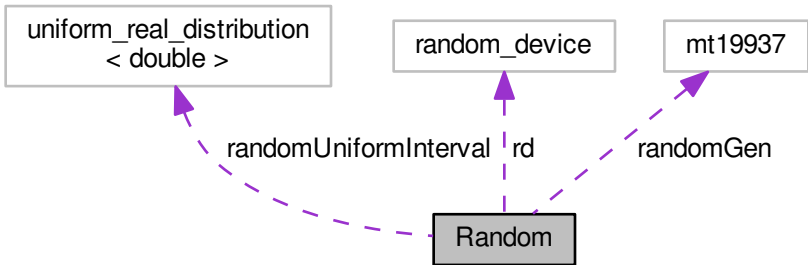 uniform_real_distribution
< double >
random_device
mt19937
randomUniformInterval
rd
randomGen
Random